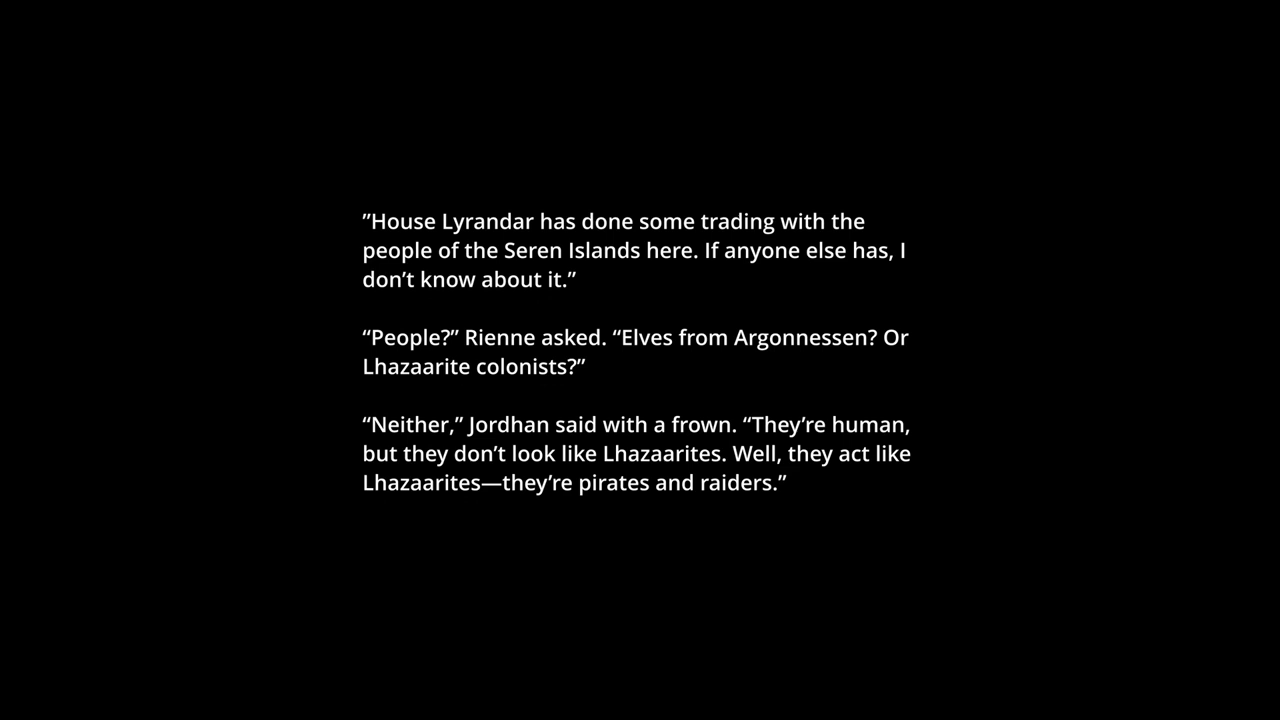 ”House Lyrandar has done some trading with the
people of the Seren Islands here. If anyone else has, I
don’t know about it.”
“People?” Rienne asked. “Elves from Argonnessen? Or
Lhazaarite colonists?”
“Neither,” Jordhan said with a frown. “They’re human,
but they don’t look like Lhazaarites. Well, they act like
Lhazaarites—they’re pirates and raiders.”